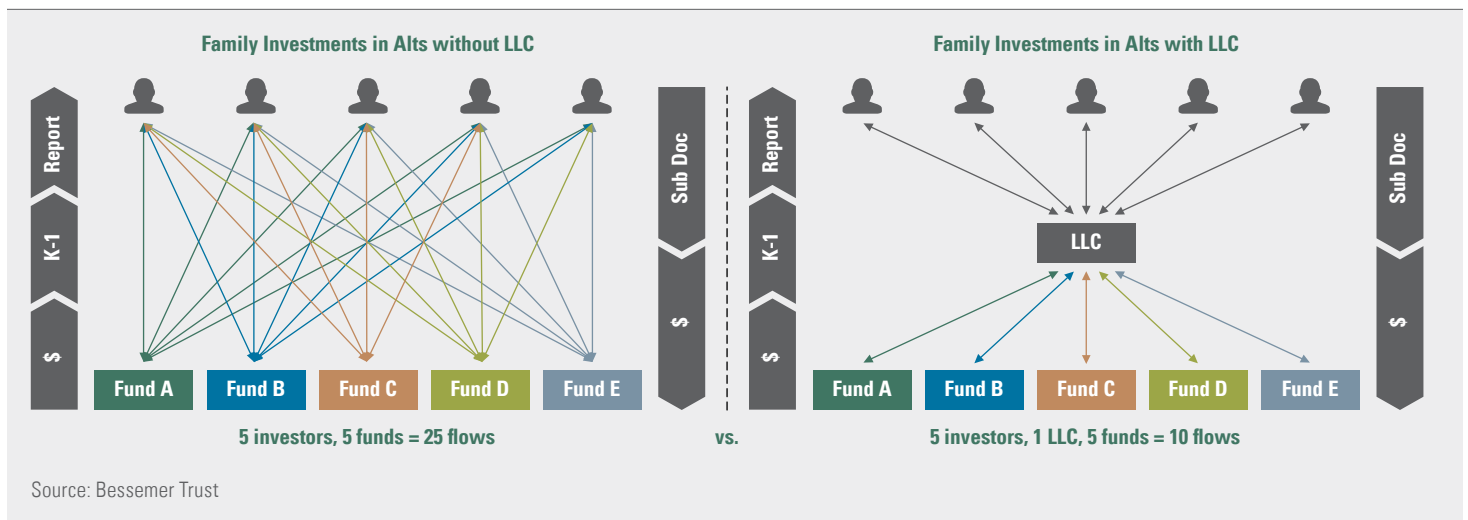 Family Investments in Alts without LLC
Report
K-1
$
Sub Doc
$
Fund A
Fund B
Fund C
Fund D
Fund E
5 investors, 5 funds = 25 flows
vs.
Family Investments in Alts with LLC
Report
K-1
$
LLC
Sub Doc
$
Fund A
Fund B
Fund C
Fund D
Fund E
5 investors, 1 LLC, 5 funds = 10 flows
Source: Bessemer Trust